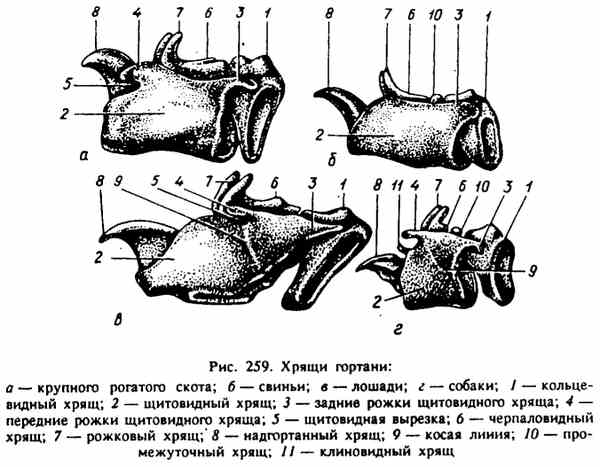 8 4 7 6 3 1
5
2
а
7 6 10 3 1
8
2
б
7 6 3 1
9 5 4
8
2
в
7 6 10 3 1
8 11 4
9
2
г
Рис. 259. Хрящи гортани:
а — крупного рогатого скота; б — свиньи; в — лошади; г — собаки; 1 — кольце-
видный хрящ; 2 — щитовидный хрящ; 3 — задние рожки щитовидного хряща; 4 —
передние рожки щитовидного хряща; 5 — щитовидная вырезка; 6 — черпаловидный
хрящ; 7 — рожковый хрящ; 8 — надгортанный хрящ; 9 — косая линия; 10 — про-
межуточный хрящ; 11 — клиновидный хрящ